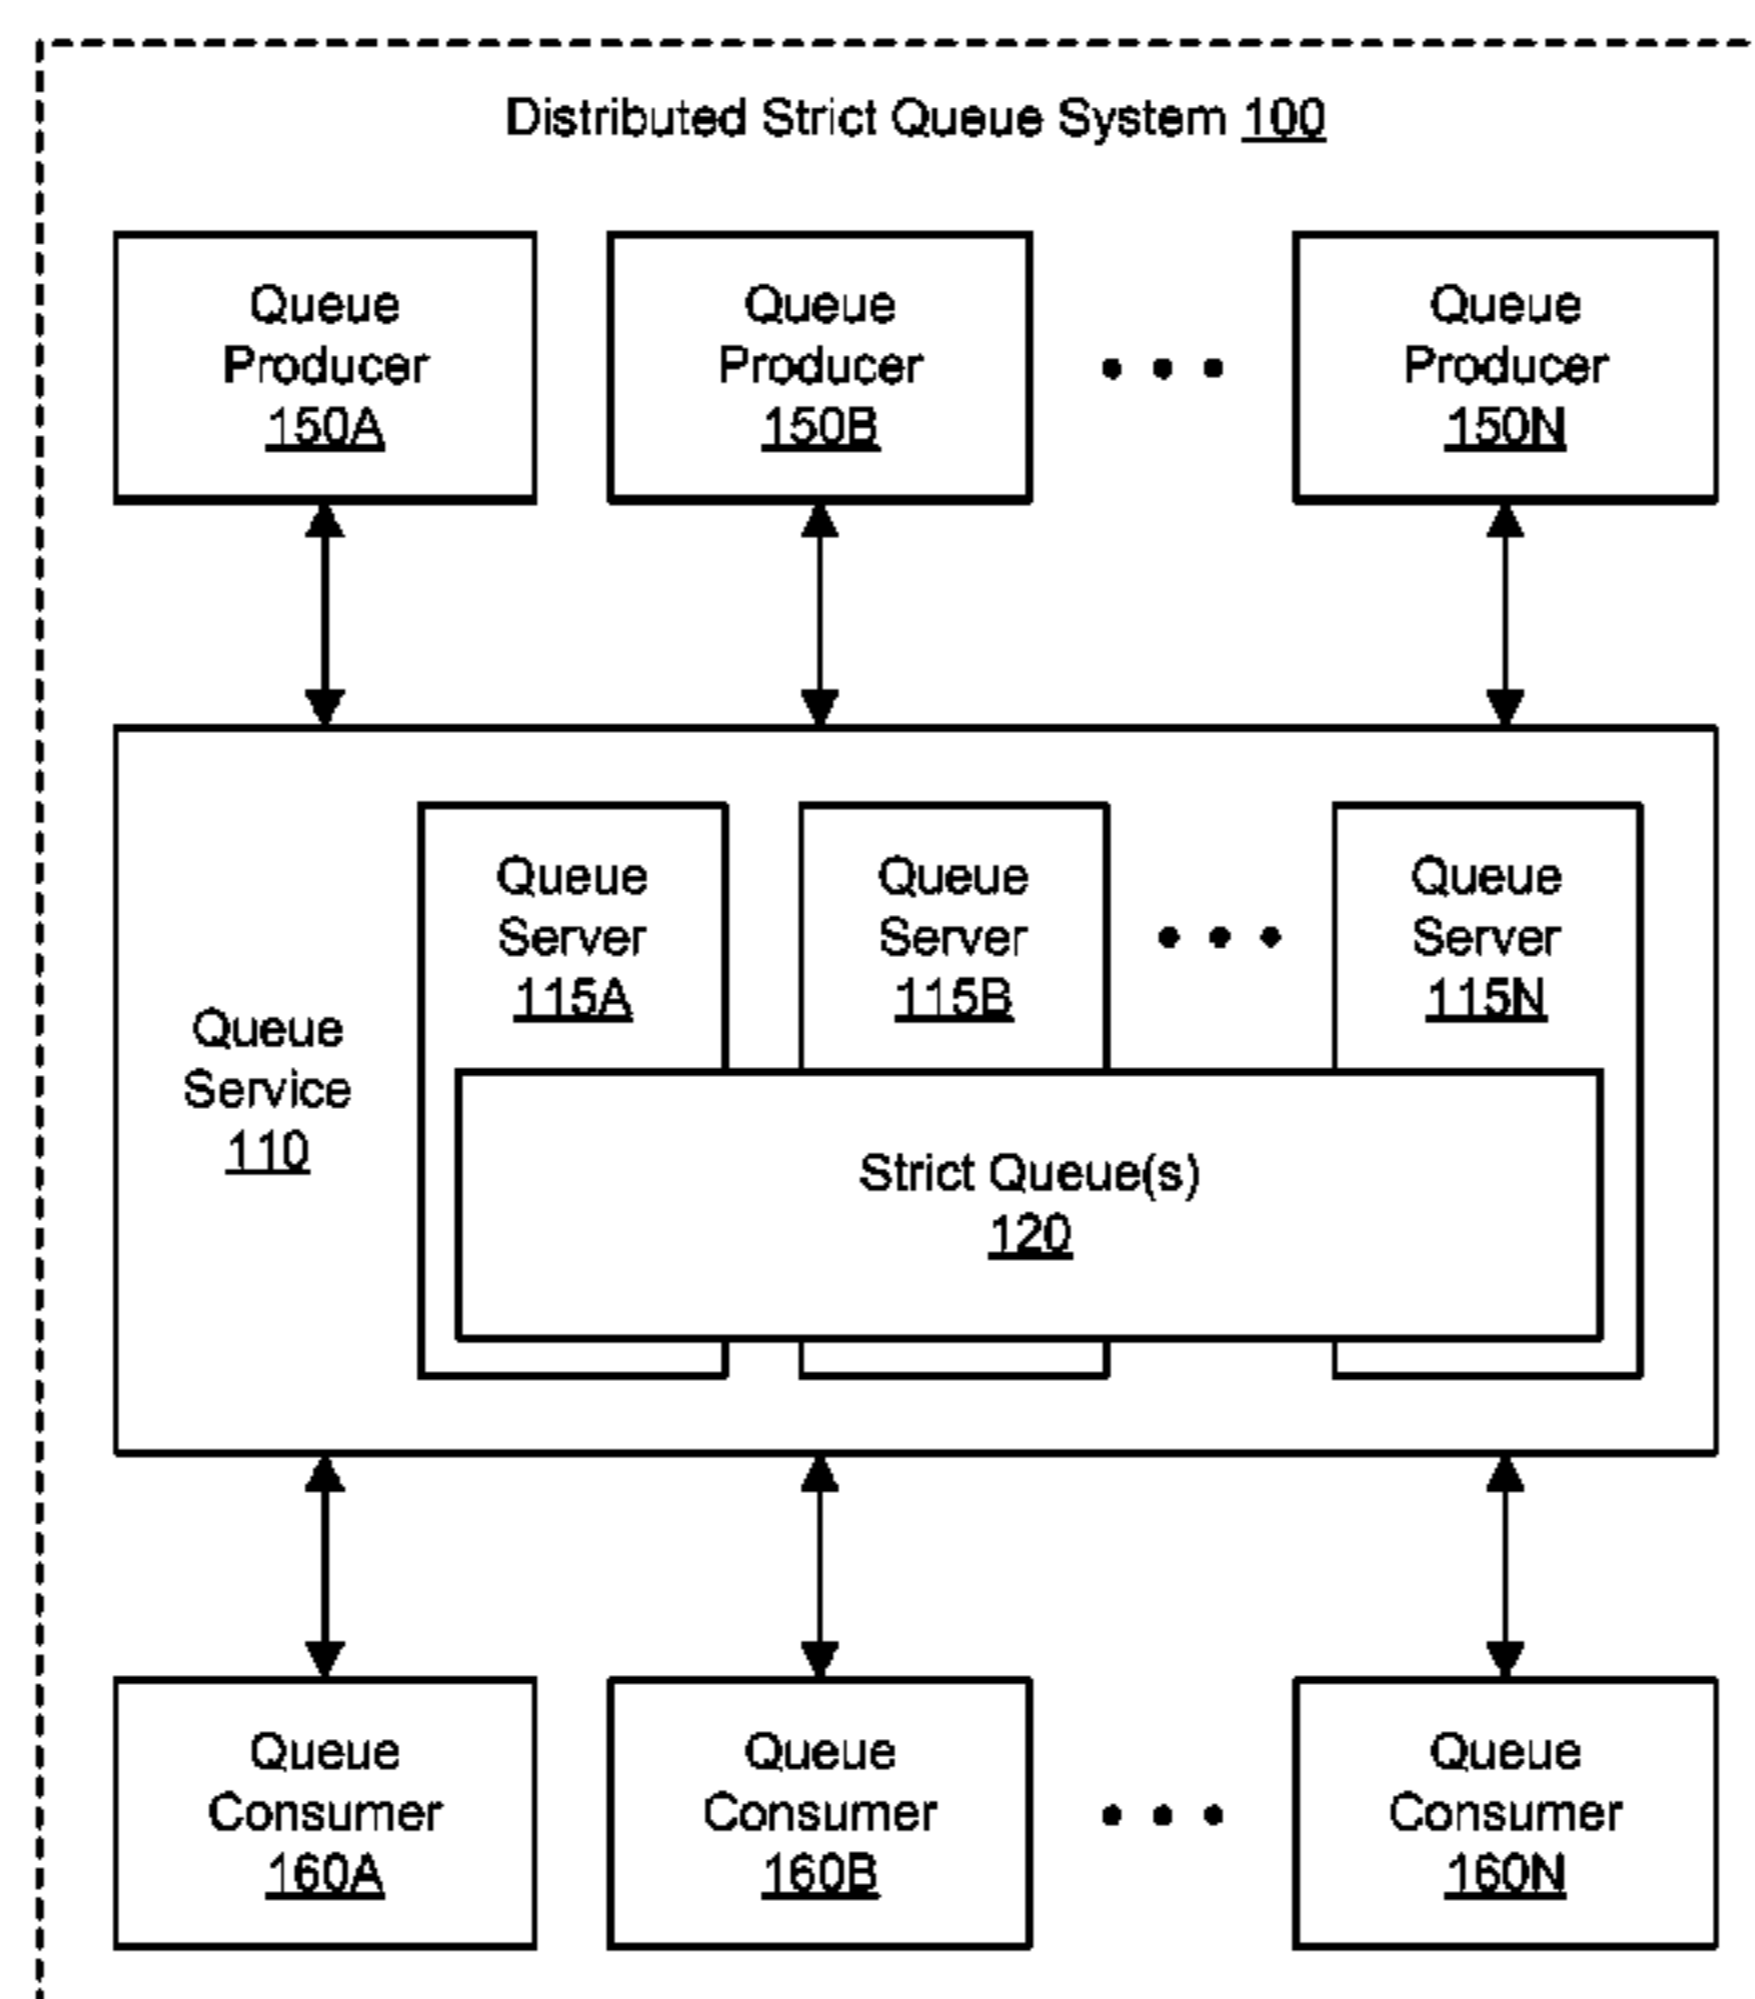 Distributed Strict Queue System 100
Queue
Producer
150A
Queue
Producer
150B
• • •
Queue
Producer
150N
Queue
Service
110
Queue
Server
115A
Queue
Server
115B
• • •
Queue
Server
115N
Strict Queue(s)
120
Queue
Consumer
160A
Queue
Consumer
160B
• • •
Queue
Consumer
160N